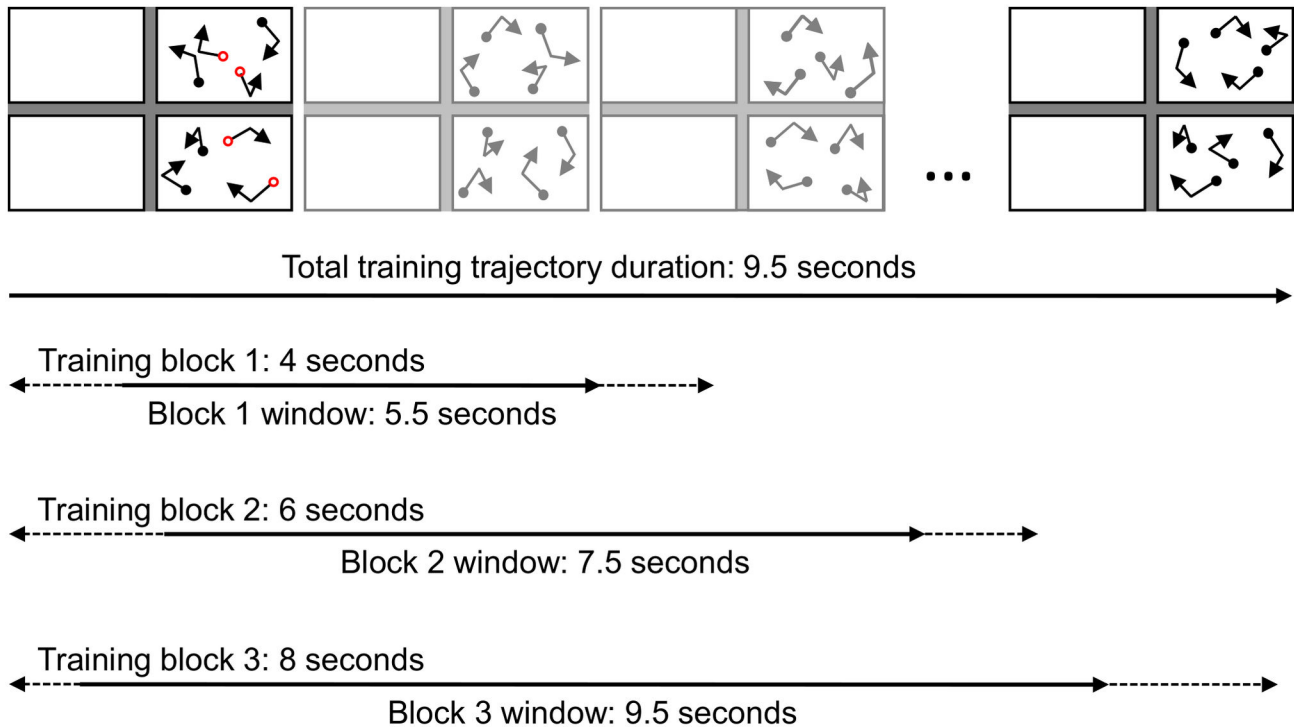 ...
Total training trajectory duration: 9.5 seconds
Training block 1: 4 seconds
Block 1 window: 5.5 seconds
Training block 2: 6 seconds
Block 2 window: 7.5 seconds
Training block 3: 8 seconds
Block 3 window: 9.5 seconds